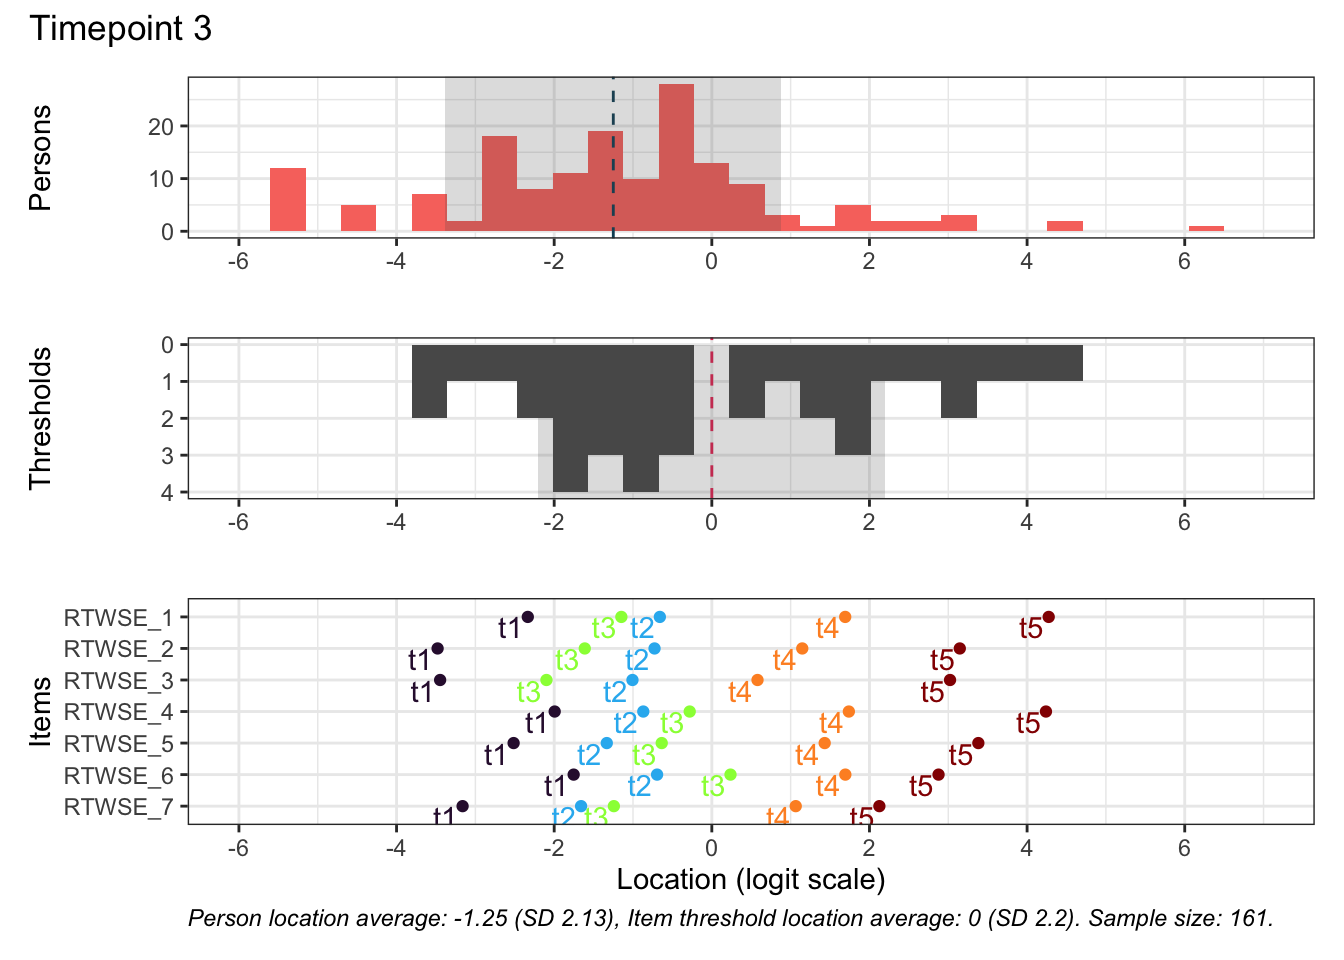 Timepoint 3
Persons
20
10
0
-6 -4 -2 0 2 4 6
Thresholds
0
1
2
3
4
-6 -4 -2 0 2 4 6
Items
RTWSE_1 t1 t3 t2 t4 t5
RTWSE_2 t1 t3 t2 t4 t5
RTWSE_3 t1 t3 t2 t4 t5
RTWSE_4 t1 t2 t3 t4 t5
RTWSE_5 t1 t2 t3 t4 t5
RTWSE_6 t1 t2 t3 t4 t5
RTWSE_7 t1 t2 t3 t4 t5
-6 -4 -2 0 2 4 6
Location (logit scale)
Person location average: -1.25 (SD 2.13), Item threshold location average: 0 (SD 2.2). Sample size: 161.